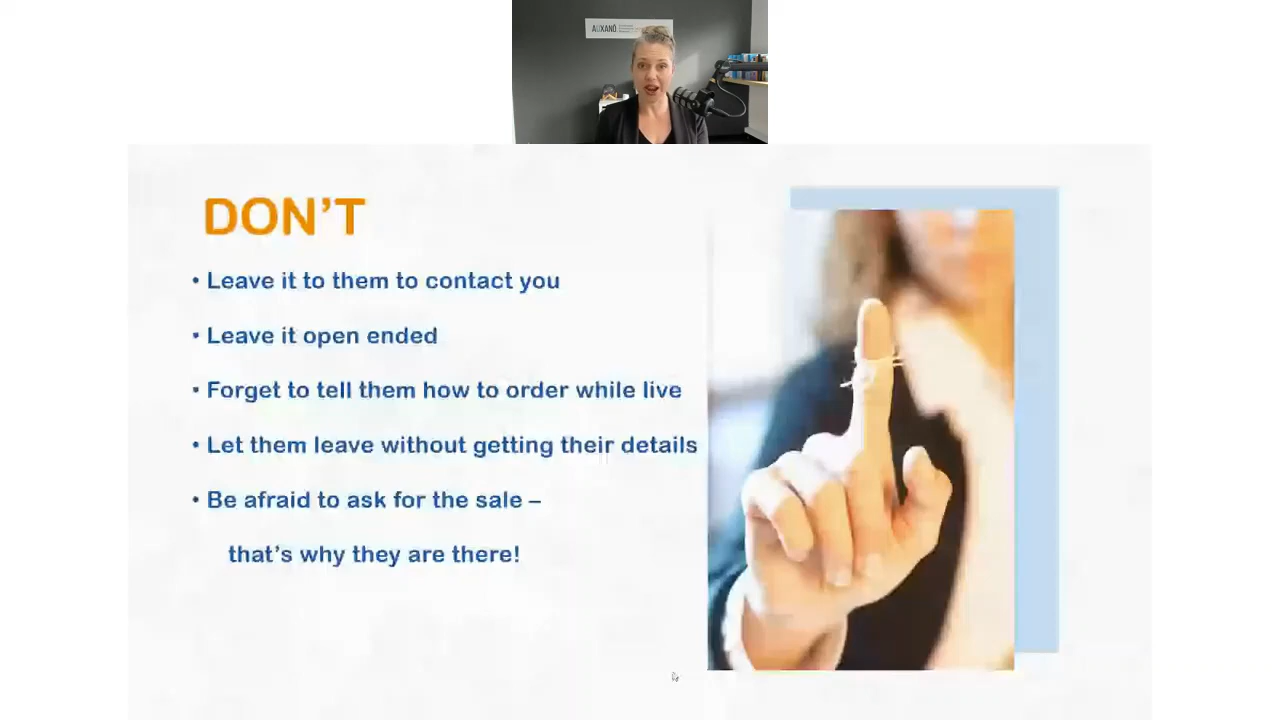 AUXANO
DON'T
• Leave it to them to contact you
• Leave it open ended
• Forget to tell them how to order while live
• Let them leave without getting their details
• Be afraid to ask for the sale –
that's why they are there!